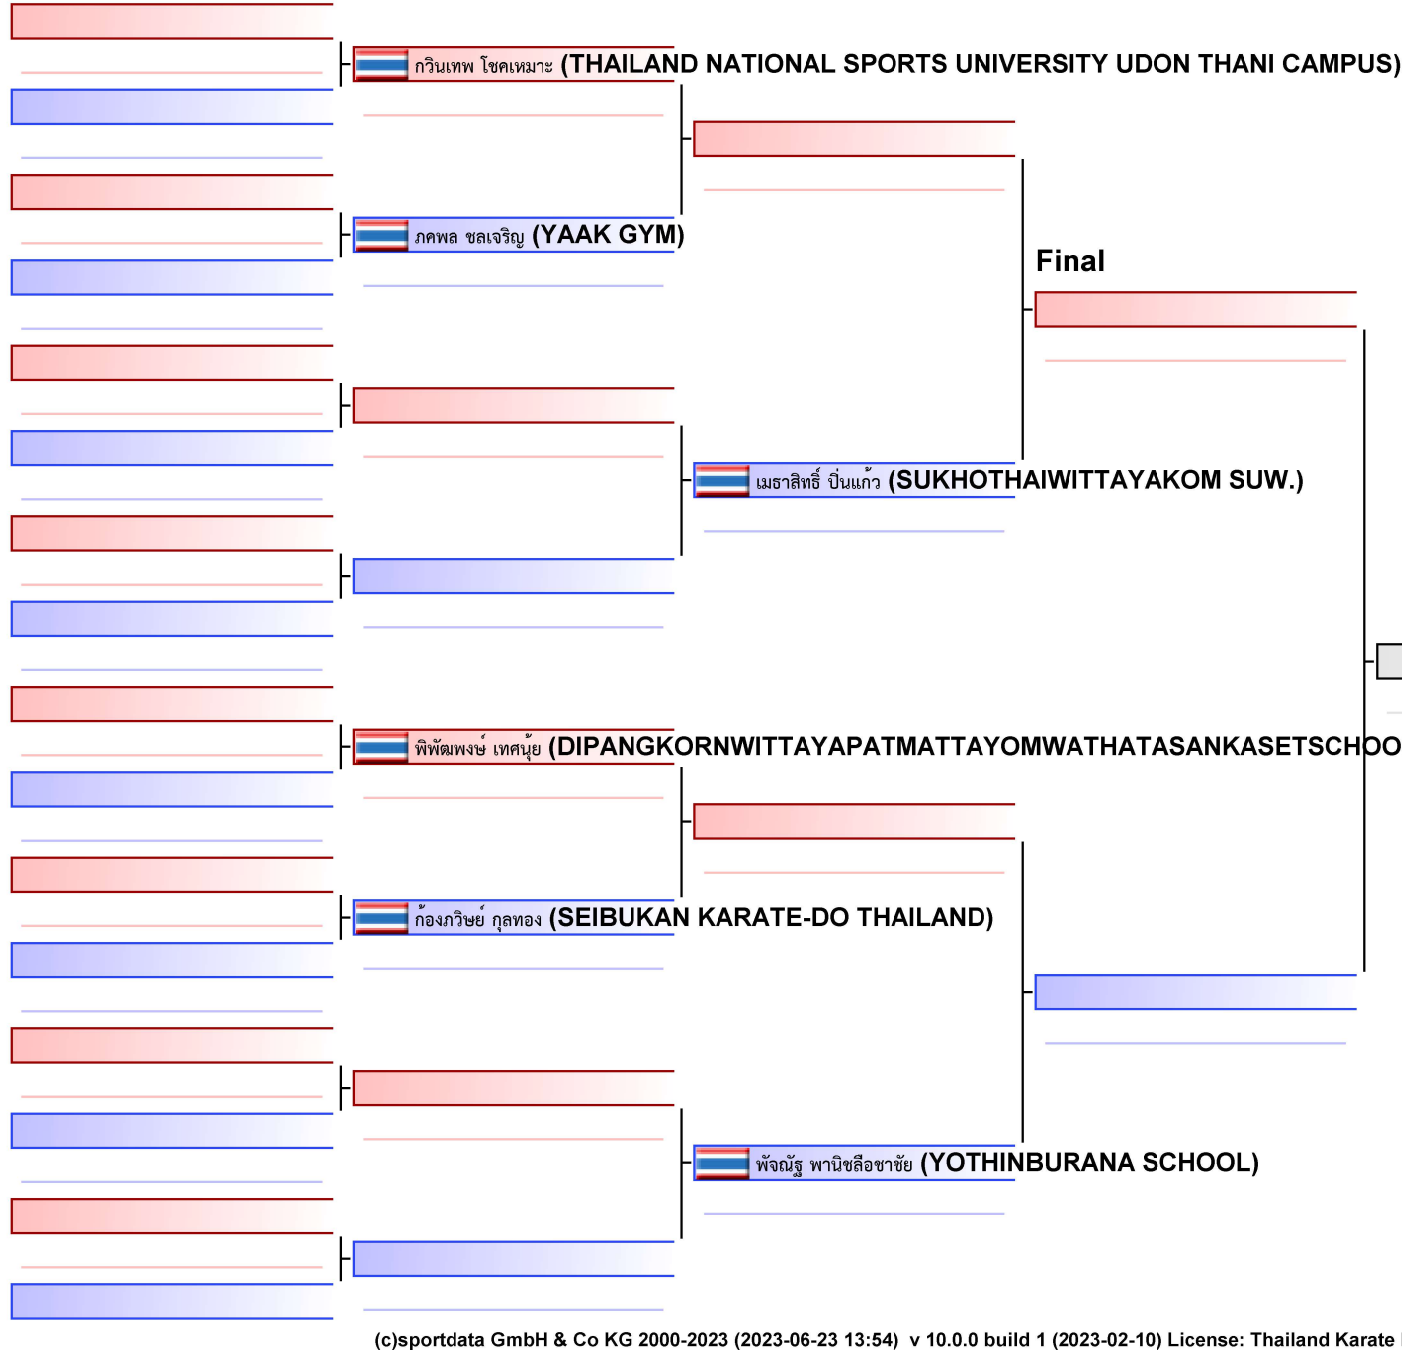 กวินเทพ โชคเหมาะ (THAILAND NATIONAL SPORTS UNIVERSITY UDON THANI CAMPUS)
ภคพล ชลเจริญ (YAAK GYM)
Final
เมธาสิทธิ์ ปิ่นแก้ว (SUKHOTHAIWITTAYAKOM SUW.)
พิพัฒพงษ์ เทศนุ้ย (DIPANGKORNWITTAYAPATMATTAYOMWATHATASANKASETSCHOO
ก้องภวิษย์ กุลทอง (SEIBUKAN KARATE-DO THAILAND)
พัจณัฐ พานิชลือชาชัย (YOTHINBURANA SCHOOL)
(c)sportdata GmbH & Co KG 2000-2023 (2023-06-23 13:54) v 10.0.0 build 1 (2023-02-10) License: Thailand Karate